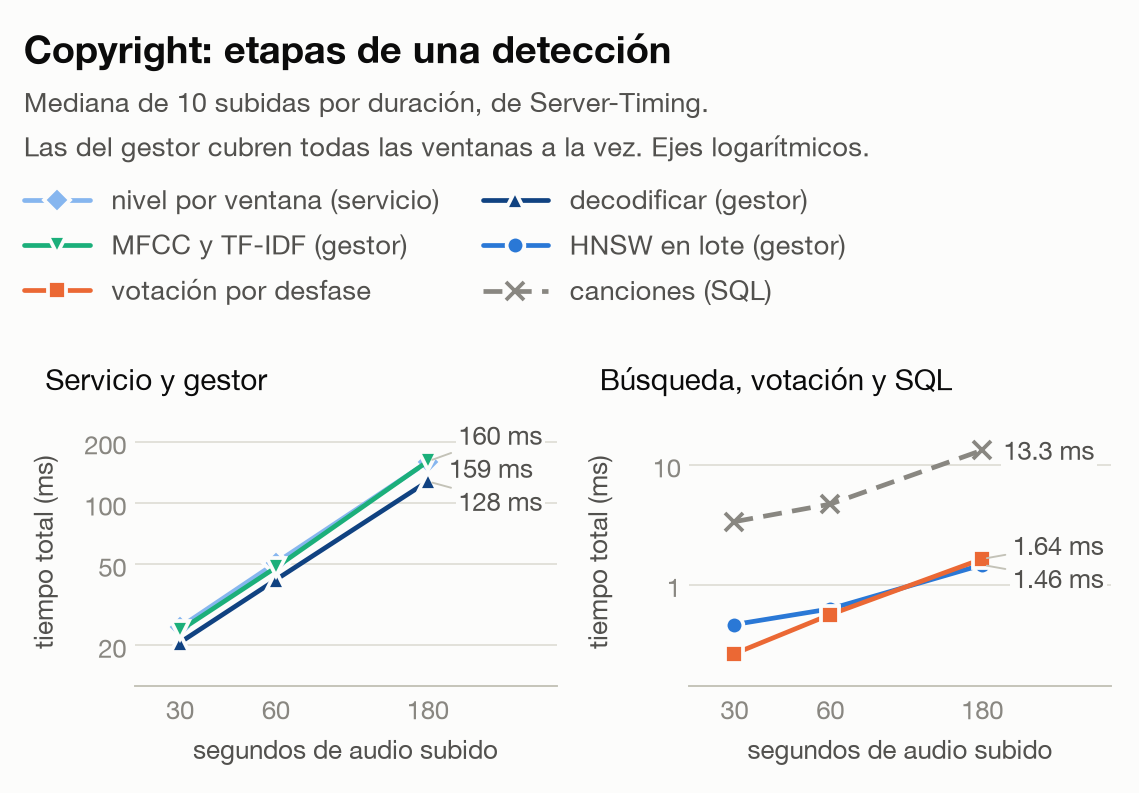 Copyright: etapas de una detección
Mediana de 10 subidas por duración, de Server-Timing.
Las del gestor cubren todas las ventanas a la vez. Ejes logarítmicos.
nivel por ventana (servicio)
decodificar (gestor)
MFCC y TF-IDF (gestor)
HNSW en lote (gestor)
votación por desfase
canciones (SQL)
Servicio y gestor
tiempo total (ms)
200
100
50
20
160 ms
159 ms
128 ms
30
60
180
segundos de audio subido
Búsqueda, votación y SQL
tiempo total (ms)
10
1
13.3 ms
1.64 ms
1.46 ms
30
60
180
segundos de audio subido